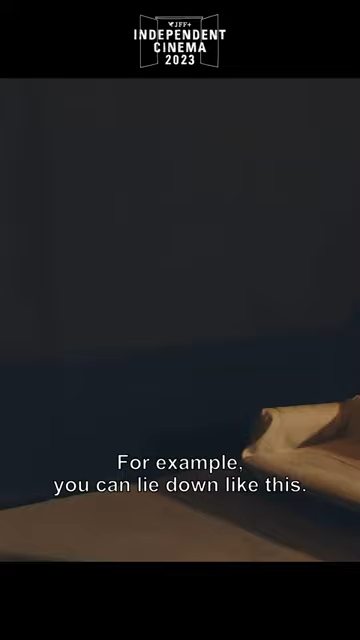 JFF+
INDEPENDENT
CINEMA
2023
For example,
you can lie down like this.